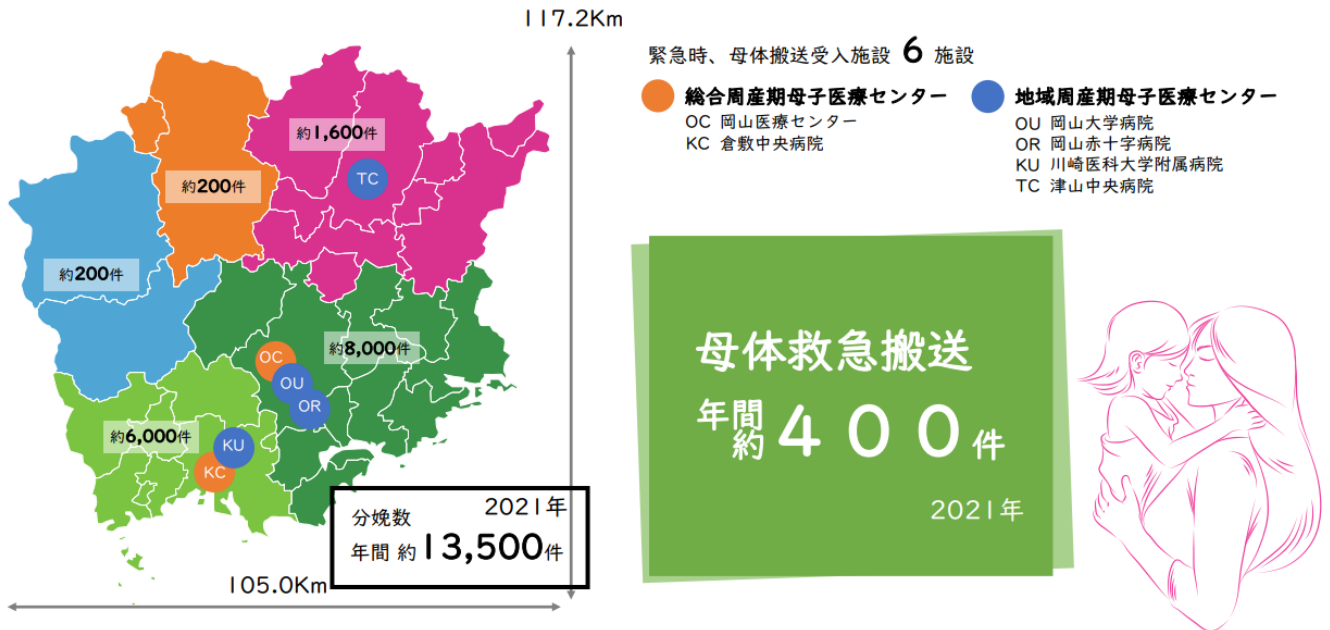 117.2Km
緊急時、母体搬送受入施設 6 施設
総合周産期母子医療センター
OC 岡山医療センター
KC 倉敷中央病院
地域周産期母子医療センター
OU 岡山大学病院
OR 岡山赤十字病院
KU 川崎医科大学附属病院
TC 津山中央病院
約1,600件
TC
約200件
約200件
約8,000件
OC
OU
OR
約6,000件
KU
KC
母体救急搬送
年間
約400件
2021年
2021年
分娩数
年間 約13,500件
105.0Km